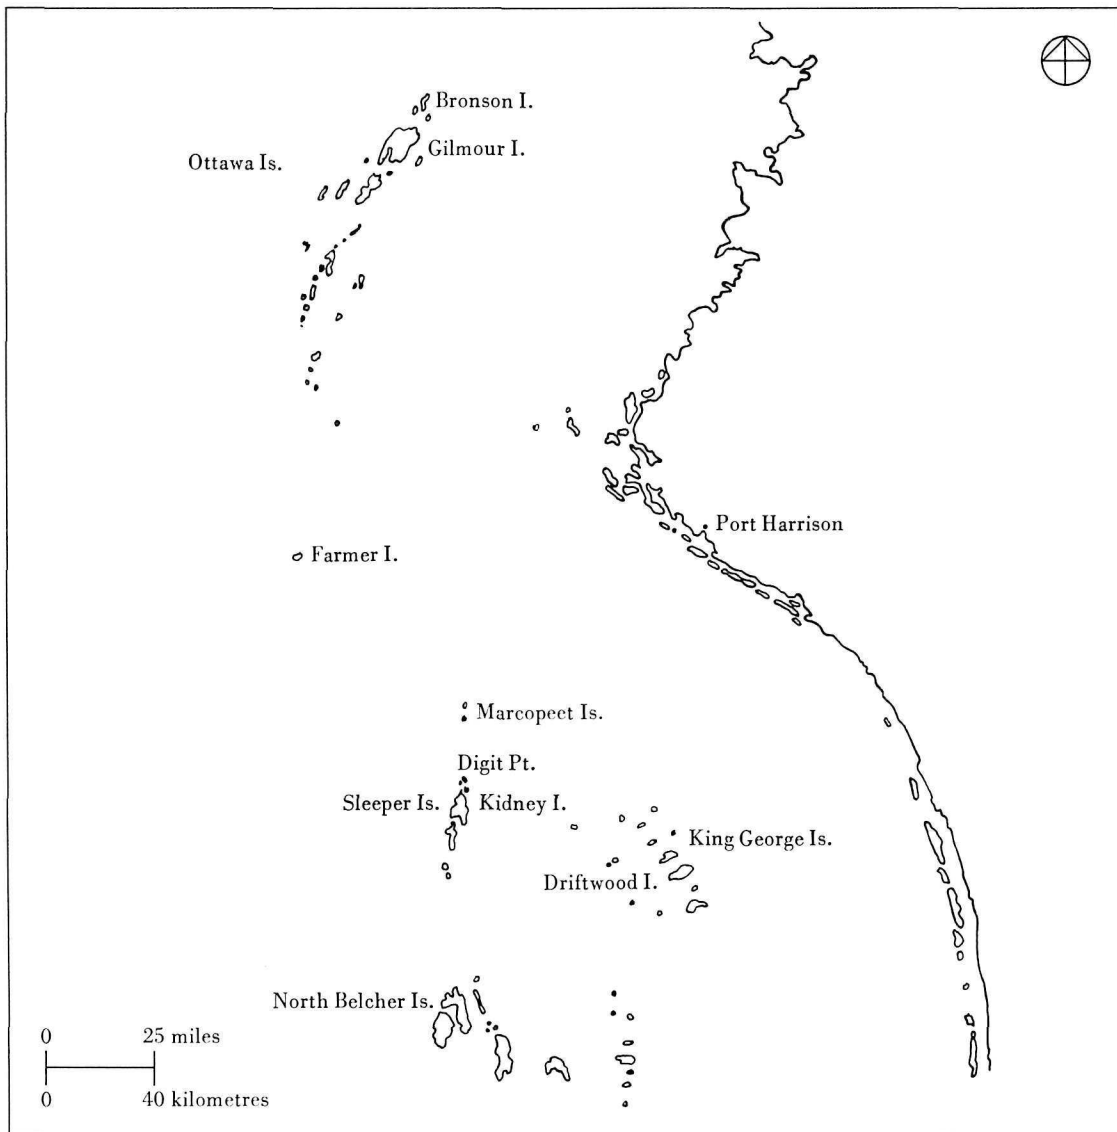 Bronson I.
Gilmour I.
Ottawa Is.
Port Harrison
Farmer I.
Marcopeet Is.
Digit Pt.
Sleeper Is.
Kidney I.
King George Is.
Driftwood I.
North Belcher Is.
0 25 miles
0 40 kilometres